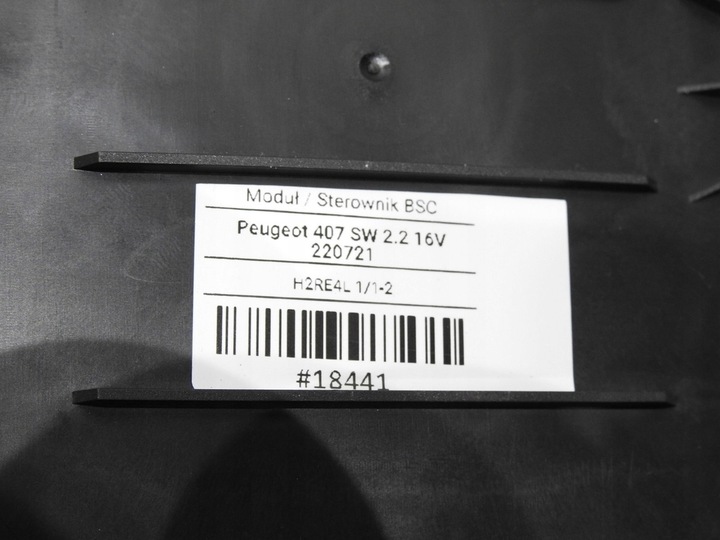 Moduł / Sterownik BSC
Peugeot 407 SW 2.2 16V
220721
H2RE4L 1/1-2
#18441